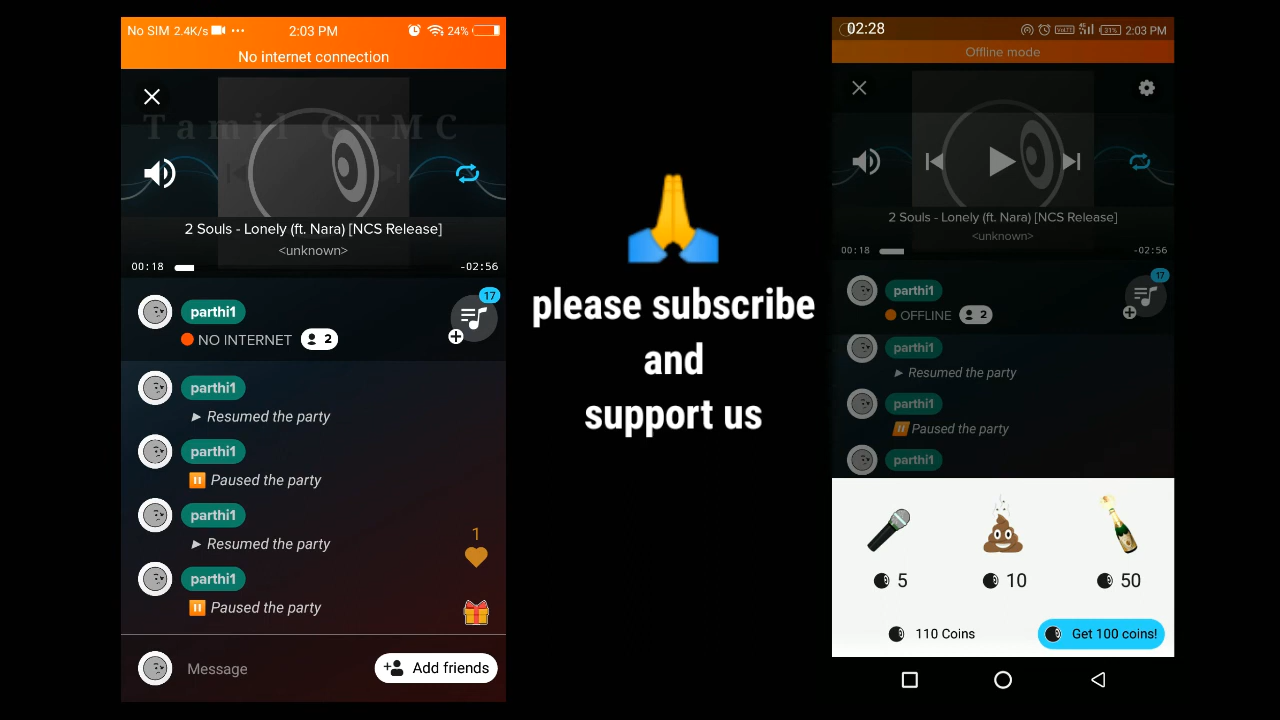 No SIM 2.4K/s ··· 2:03 PM 24%
No internet connection
Tamil GTMC
2 Souls - Lonely (ft. Nara) [NCS Release]
<unknown>
00:18 -02:56
parthi1
17
NO INTERNET 2
parthi1
Resumed the party
parthi1
Paused the party
parthi1
Resumed the party
1
parthi1
Paused the party
Message
Add friends
please subscribe
and
support us
02:28 31% 2:03 PM
Offline mode
2 Souls - Lonely (ft. Nara) [NCS Release]
<unknown>
00:18 -02:56
parthi1
17
OFFLINE 2
parthi1
Resumed the party
parthi1
Paused the party
parthi1
5 10 50
110 Coins
Get 100 coins!